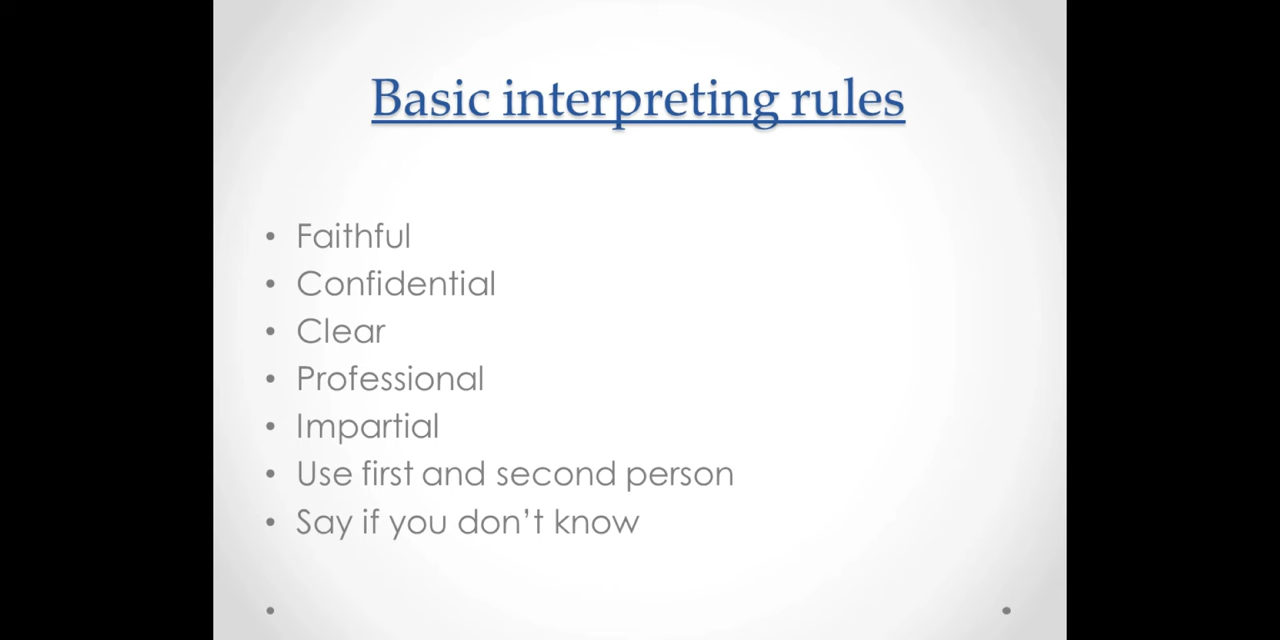 Basic interpreting rules
• Faithful
• Confidential
• Clear
• Professional
• Impartial
• Use first and second person
• Say if you don’t know